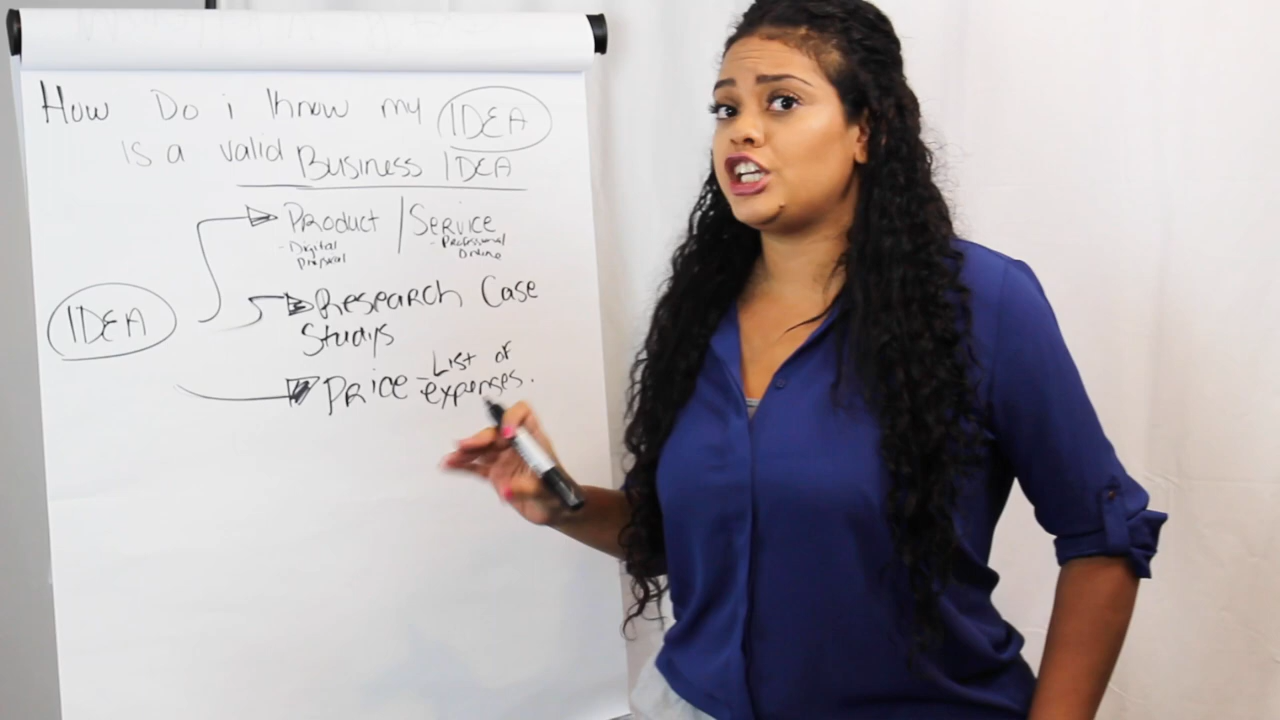 How Do i know my IDEA
is a valid Business IDEA
Product / Service
- Digital
- Professional
Online
IDEA
Research Case
Studys
Price - List of
expenses.